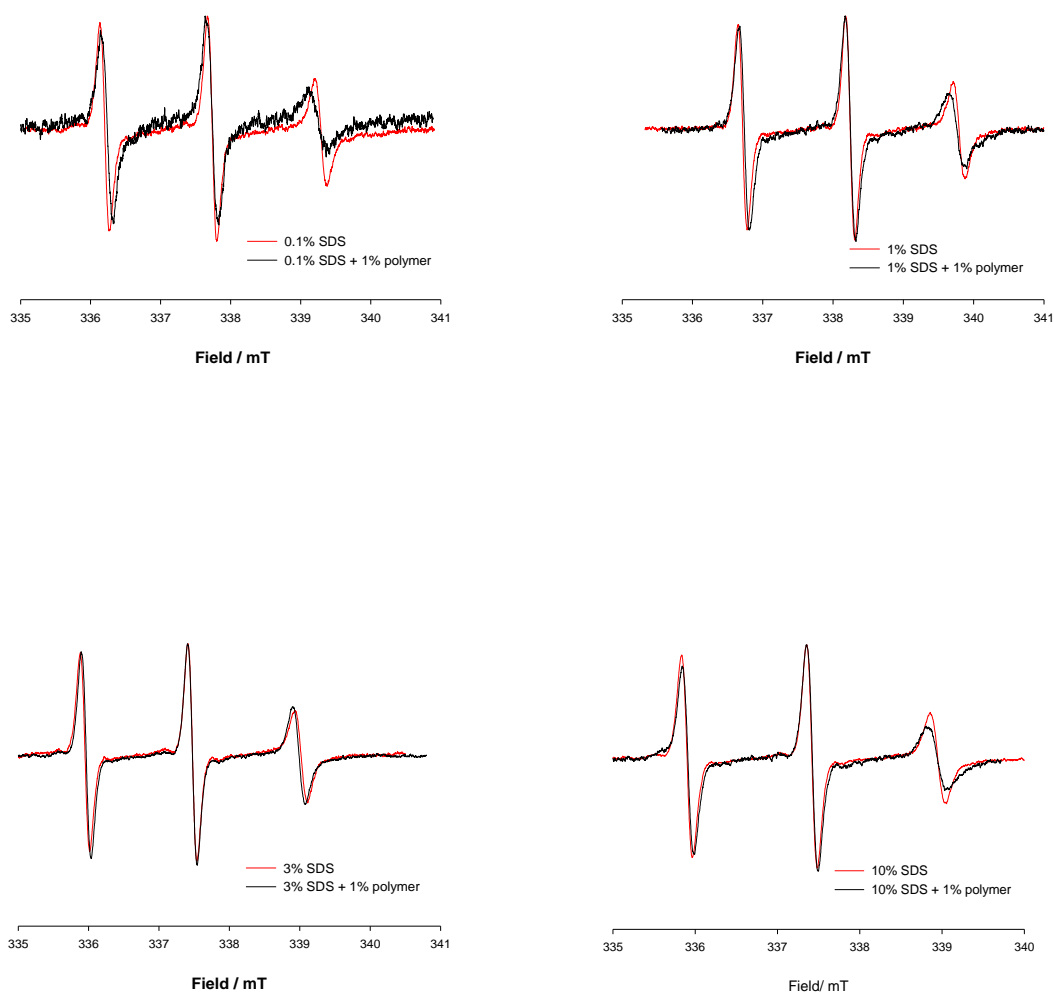 0.1% SDS
0.1% SDS + 1% polymer
335 336 337 338 339 340 341
Field / mT
1% SDS
1% SDS + 1% polymer
335 336 337 338 339 340 341
Field / mT
3% SDS
3% SDS + 1% polymer
335 336 337 338 339 340 341
Field / mT
10% SDS
10% SDS + 1% polymer
335 336 337 338 339 340
Field/ mT